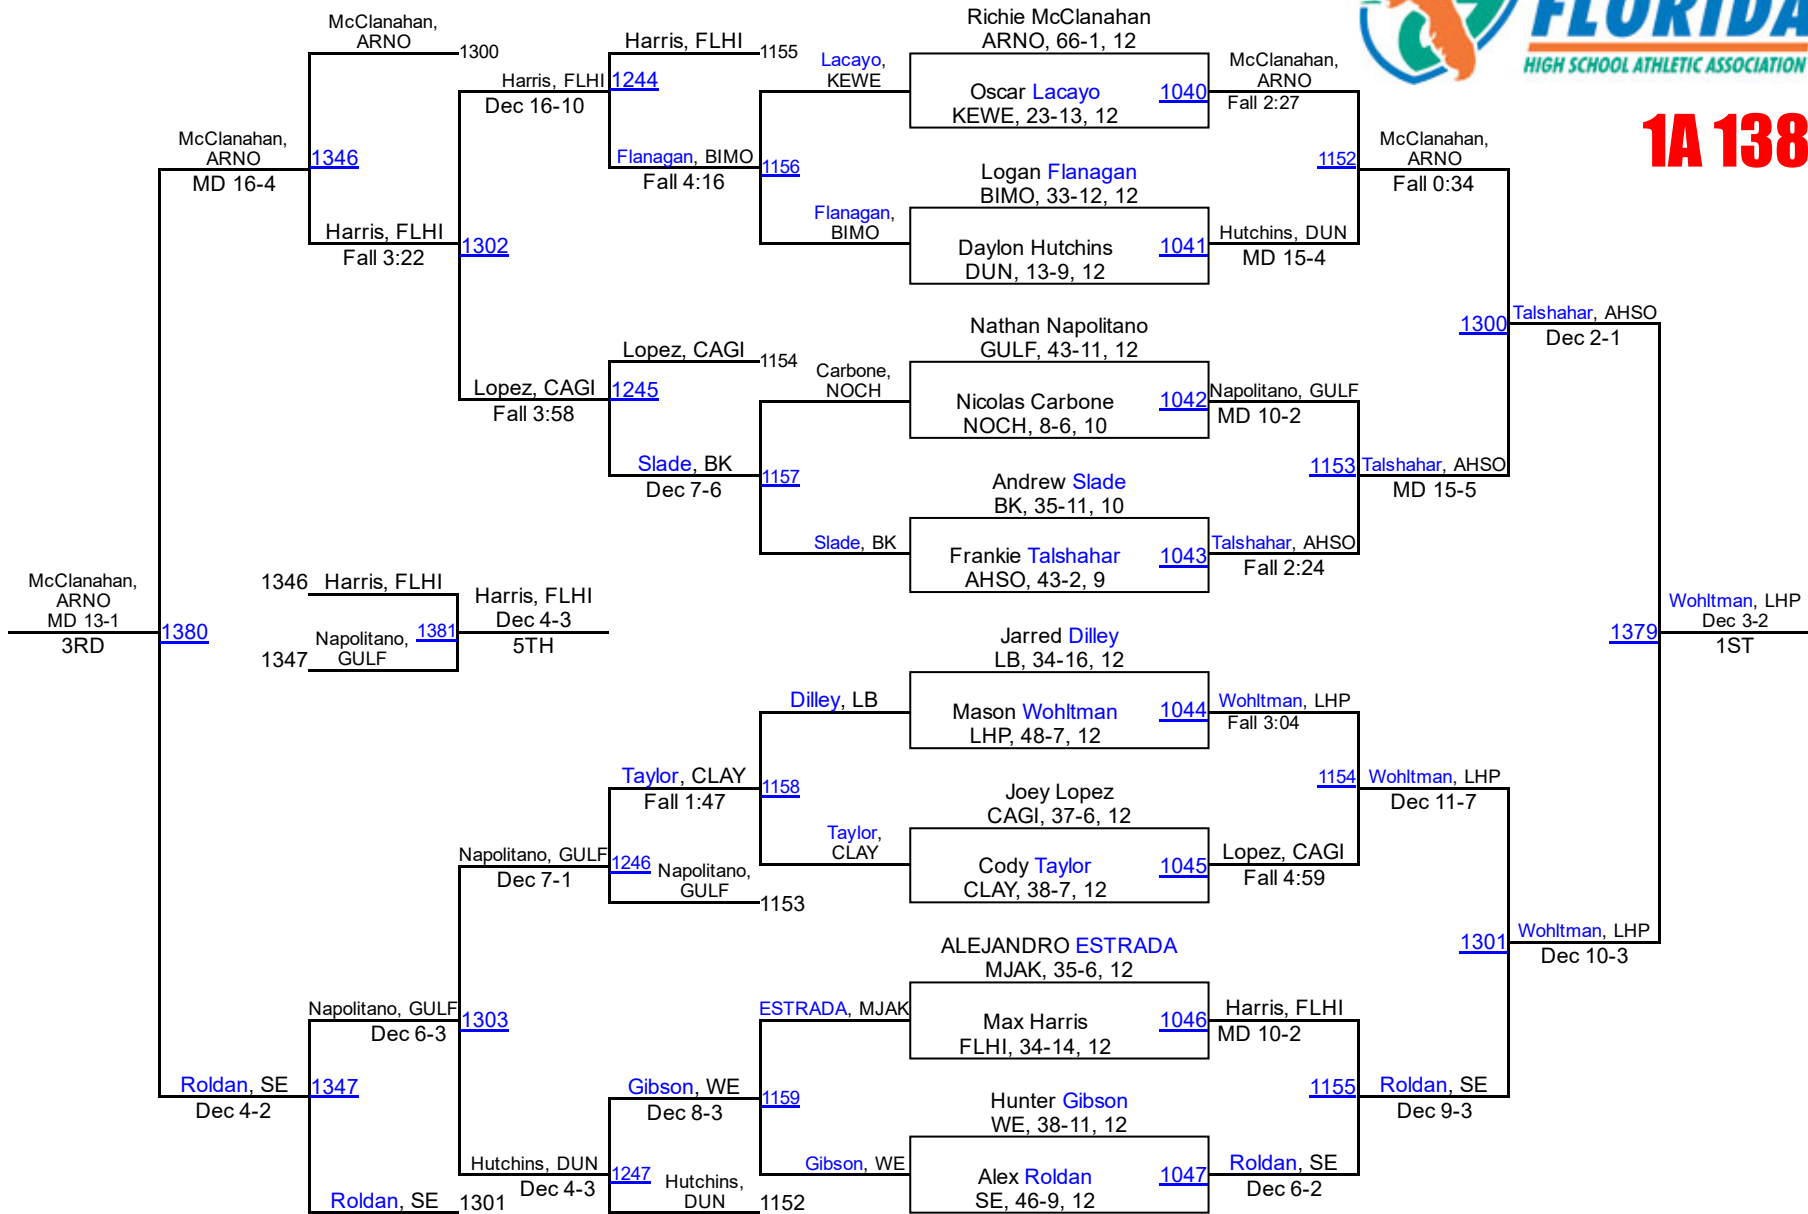 FLORIDA
HIGH SCHOOL ATHLETIC ASSOCIATION
1A 138
McClanahan,
ARNO
1300
Harris, FLHI
1155
Harris, FLHI
1244
Dec 16-10
McClanahan,
ARNO
1346
MD 16-4
Flanagan, BIMO
1156
Fall 4:16
Harris, FLHI
1302
Fall 3:22
Lopez, CAGI
1154
Lopez, CAGI
1245
Fall 3:58
Slade, BK
1157
Dec 7-6
Lacayo,
KEWE
Flanagan,
BIMO
Carbone,
NOCH
Slade, BK
Richie McClanahan
ARNO, 66-1, 12
Oscar Lacayo
1040
KEWE, 23-13, 12
Logan Flanagan
BIMO, 33-12, 12
Daylon Hutchins
1041
DUN, 13-9, 12
Nathan Napolitano
GULF, 43-11, 12
Nicolas Carbone
1042
NOCH, 8-6, 10
Andrew Slade
BK, 35-11, 10
Frankie Talshahar
1043
AHSO, 43-2, 9
McClanahan,
ARNO
Fall 2:27
1152
McClanahan,
ARNO
Fall 0:34
Hutchins, DUN
MD 15-4
1300
Talshahar, AHSO
Dec 2-1
Napolitano, GULF
MD 10-2
1153
Talshahar, AHSO
MD 15-5
Talshahar, AHSO
Fall 2:24
McClanahan,
ARNO
MD 13-1
3RD
1380
1346
Harris, FLHI
Harris, FLHI
Dec 4-3
5TH
1381
1347
Napolitano,
GULF
1379
Wohltman, LHP
Dec 3-2
1ST
Jarred Dilley
LB, 34-16, 12
Mason Wohltman
1044
LHP, 48-7, 12
Joey Lopez
CAGI, 37-6, 12
Cody Taylor
1045
CLAY, 38-7, 12
ALEJANDRO ESTRADA
MJAK, 35-6, 12
Max Harris
1046
FLHI, 34-14, 12
Hunter Gibson
WE, 38-11, 12
Alex Roldan
1047
SE, 46-9, 12
Dilley, LB
Taylor, CLAY
1158
Fall 1:47
Taylor,
CLAY
Napolitano, GULF
1246
Dec 7-1
Napolitano,
GULF
1153
Napolitano, GULF
1303
Dec 6-3
ESTRADA, MJAK
Gibson, WE
1159
Dec 8-3
Gibson, WE
Roldan, SE
1347
Dec 4-2
Hutchins, DUN
1247
Dec 4-3
Hutchins,
DUN
1152
Roldan, SE
1301
Wohltman, LHP
Fall 3:04
1154
Wohltman, LHP
Dec 11-7
Lopez, CAGI
Fall 4:59
1301
Wohltman, LHP
Dec 10-3
Harris, FLHI
MD 10-2
1155
Roldan, SE
Dec 9-3
Roldan, SE
Dec 6-2